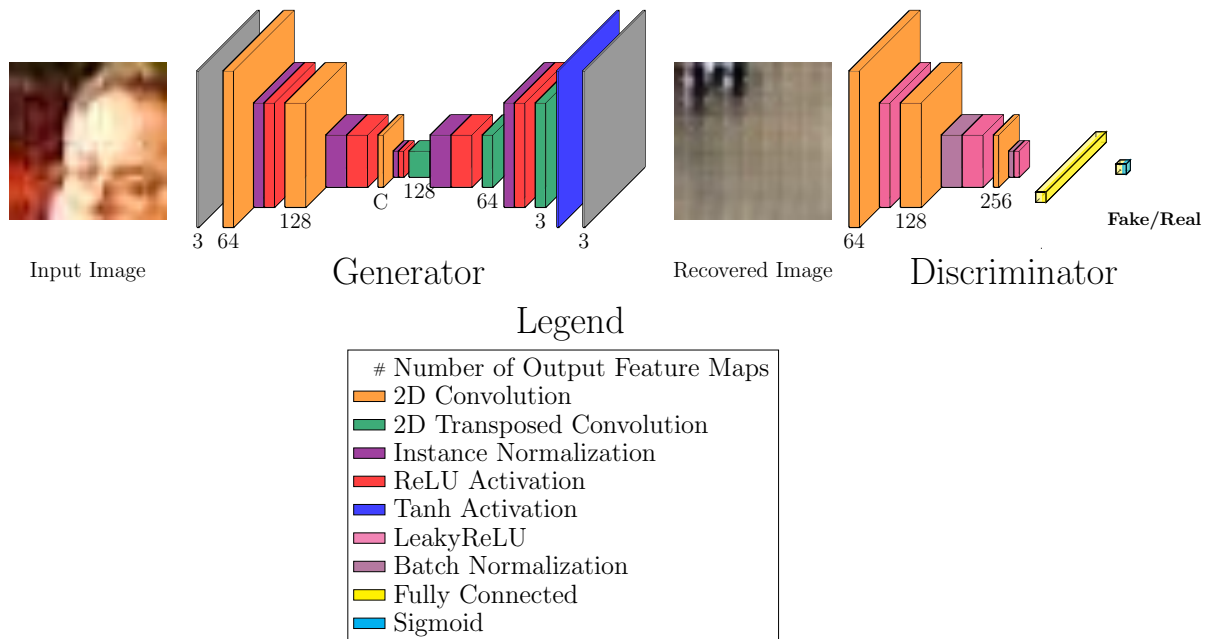 3
64
128
C
128
64
3
3
64
128
256
Fake/Real
Input Image
Generator
Recovered Image
Discriminator
Legend
# Number of Output Feature Maps
2D Convolution
2D Transposed Convolution
Instance Normalization
ReLU Activation
Tanh Activation
LeakyReLU
Batch Normalization
Fully Connected
Sigmoid